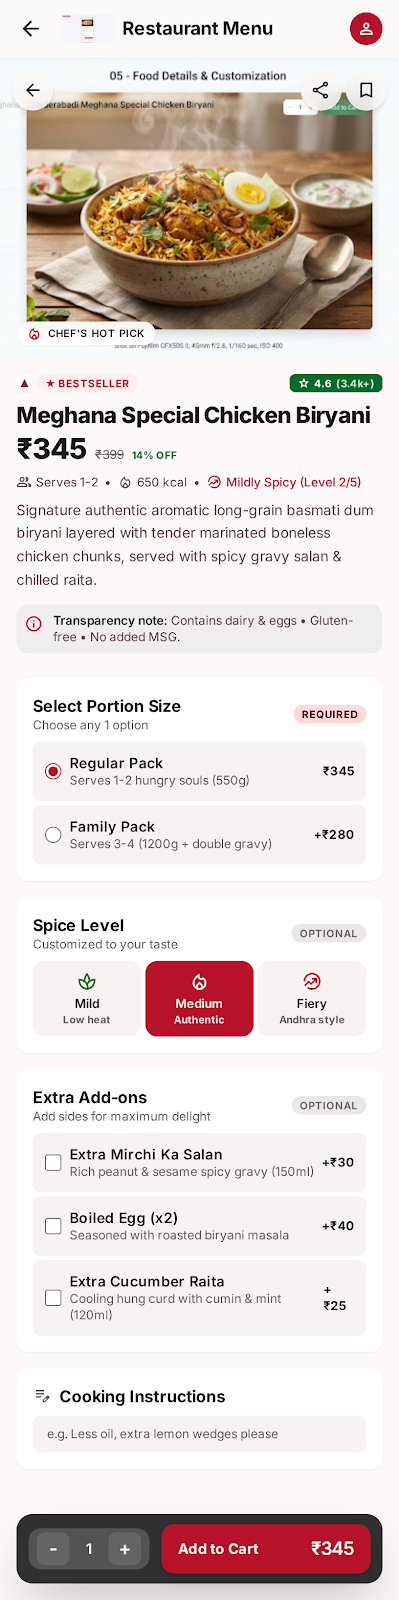 Restaurant Menu
05 - Food Details & Customization
erabadi Meghana Special Chicken Biryani
1
CHEF'S HOT PICK
Shot on Fujifilm GFX50S II, 45mm f/2.8, 1/160 sec, ISO 400
▲ ★ BESTSELLER
☆ 4.6 (3.4k+)
Meghana Special Chicken Biryani
₹345 ₹399 14% OFF
Serves 1-2 • 650 kcal • Mildly Spicy (Level 2/5)
Signature authentic aromatic long-grain basmati dum
biryani layered with tender marinated boneless
chicken chunks, served with spicy gravy salan &
chilled raita.
Transparency note: Contains dairy & eggs • Gluten-
free • No added MSG.
Select Portion Size
Choose any 1 option
REQUIRED
Regular Pack
Serves 1-2 hungry souls (550g)
₹345
Family Pack
Serves 3-4 (1200g + double gravy)
+₹280
Spice Level
Customized to your taste
OPTIONAL
Mild
Low heat
Medium
Authentic
Fiery
Andhra style
Extra Add-ons
Add sides for maximum delight
OPTIONAL
Extra Mirchi Ka Salan
Rich peanut & sesame spicy gravy (150ml)
+₹30
Boiled Egg (x2)
Seasoned with roasted biryani masala
+₹40
Extra Cucumber Raita
Cooling hung curd with cumin & mint
(120ml)
+
₹25
Cooking Instructions
e.g. Less oil, extra lemon wedges please
- 1 +
Add to Cart ₹345